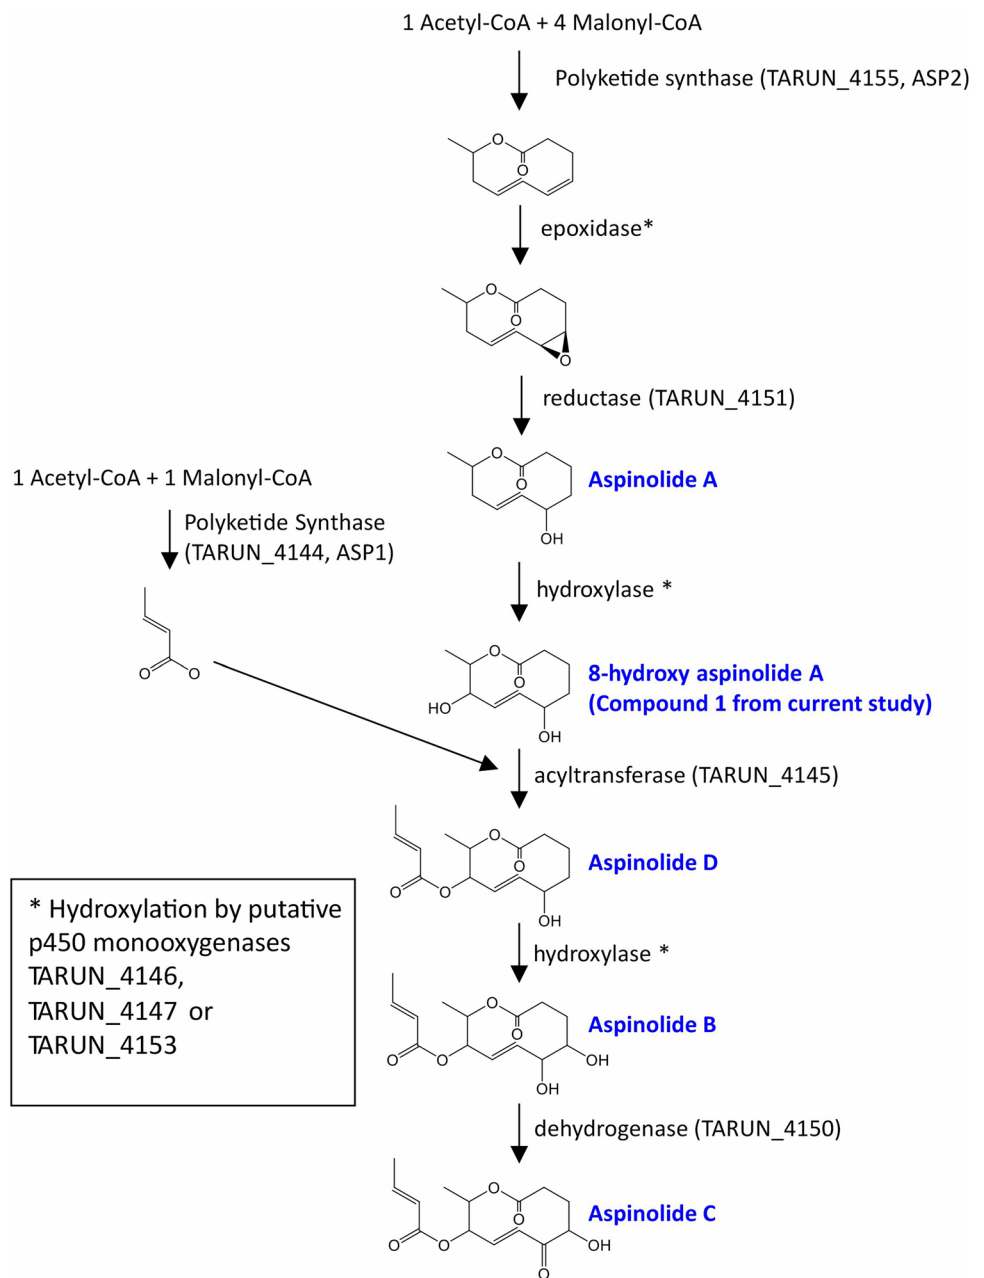 1 Acetyl-CoA + 4 Malonyl-CoA
Polyketide synthase (TARUN_4155, ASP2)
O
O
epoxidase*
O
O
O
reductase (TARUN_4151)
O
O
OH
Aspinolide A
1 Acetyl-CoA + 1 Malonyl-CoA
Polyketide Synthase
(TARUN_4144, ASP1)
O
O
hydroxylase *
O
O
HO
OH
8-hydroxy aspinolide A
(Compound 1 from current study)
acyltransferase (TARUN_4145)
O
O
O
O
OH
Aspinolide D
hydroxylase *
O
O
O
O
OH
OH
Aspinolide B
dehydrogenase (TARUN_4150)
O
O
O
O
OH
O
Aspinolide C
* Hydroxylation by putative
p450 monooxygenases
TARUN_4146,
TARUN_4147 or
TARUN_4153